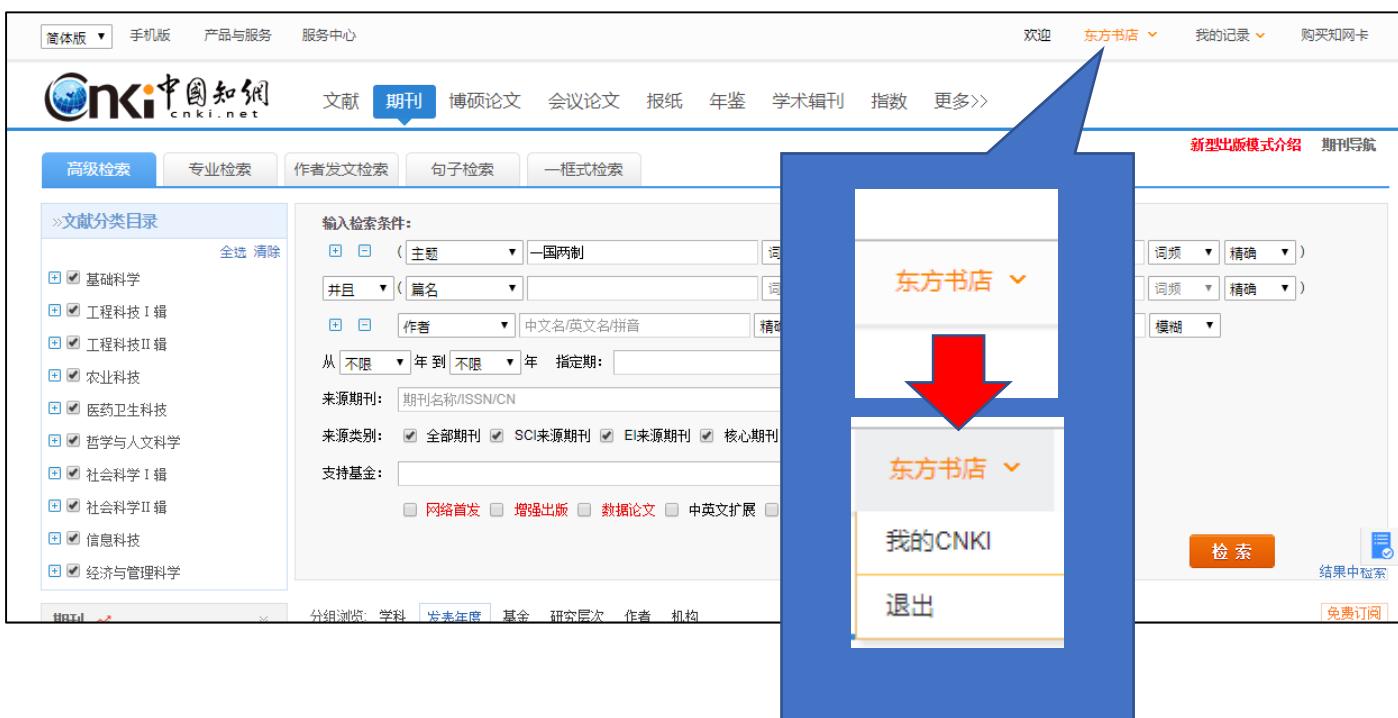 简体版 ▼ 手机版 产品与服务 服务中心 欢迎 东方书店 我的记录 购买知网卡
Cnki 中国知网
cnki.net
文献 期刊 博硕论文 会议论文 报纸 年鉴 学术辑刊 指数 更多>>
新型出版模式介绍 期刊导航
高级检索 专业检索 作者发文检索 句子检索 一框式检索
»文献分类目录
全选 清除
基础科学
工程科技 I 辑
工程科技II 辑
农业科技
医药卫生科技
哲学与人文科学
社会科学 I 辑
社会科学II 辑
信息科技
经济与管理科学
期刊
输入检索条件:
( 主题 ▼ 一国两制 词频 ▼ 精确 ▼ )
并且 ▼ ( 篇名 ▼ 词频 ▼ 精确 ▼ )
作者 ▼ 中文名/英文名/拼音 精确 模糊 ▼
从 不限 ▼ 年 到 不限 ▼ 年 指定期:
来源期刊: 期刊名称/ISSN/CN
来源类别: 全部期刊 SCI来源期刊 EI来源期刊 核心期刊
支持基金:
网络首发 增强出版 数据论文 中英文扩展
检索
结果中检索
分组浏览: 学科 发表年度 基金 研究层次 作者 机构
免费订阅
东方书店
东方书店
我的CNKI
退出